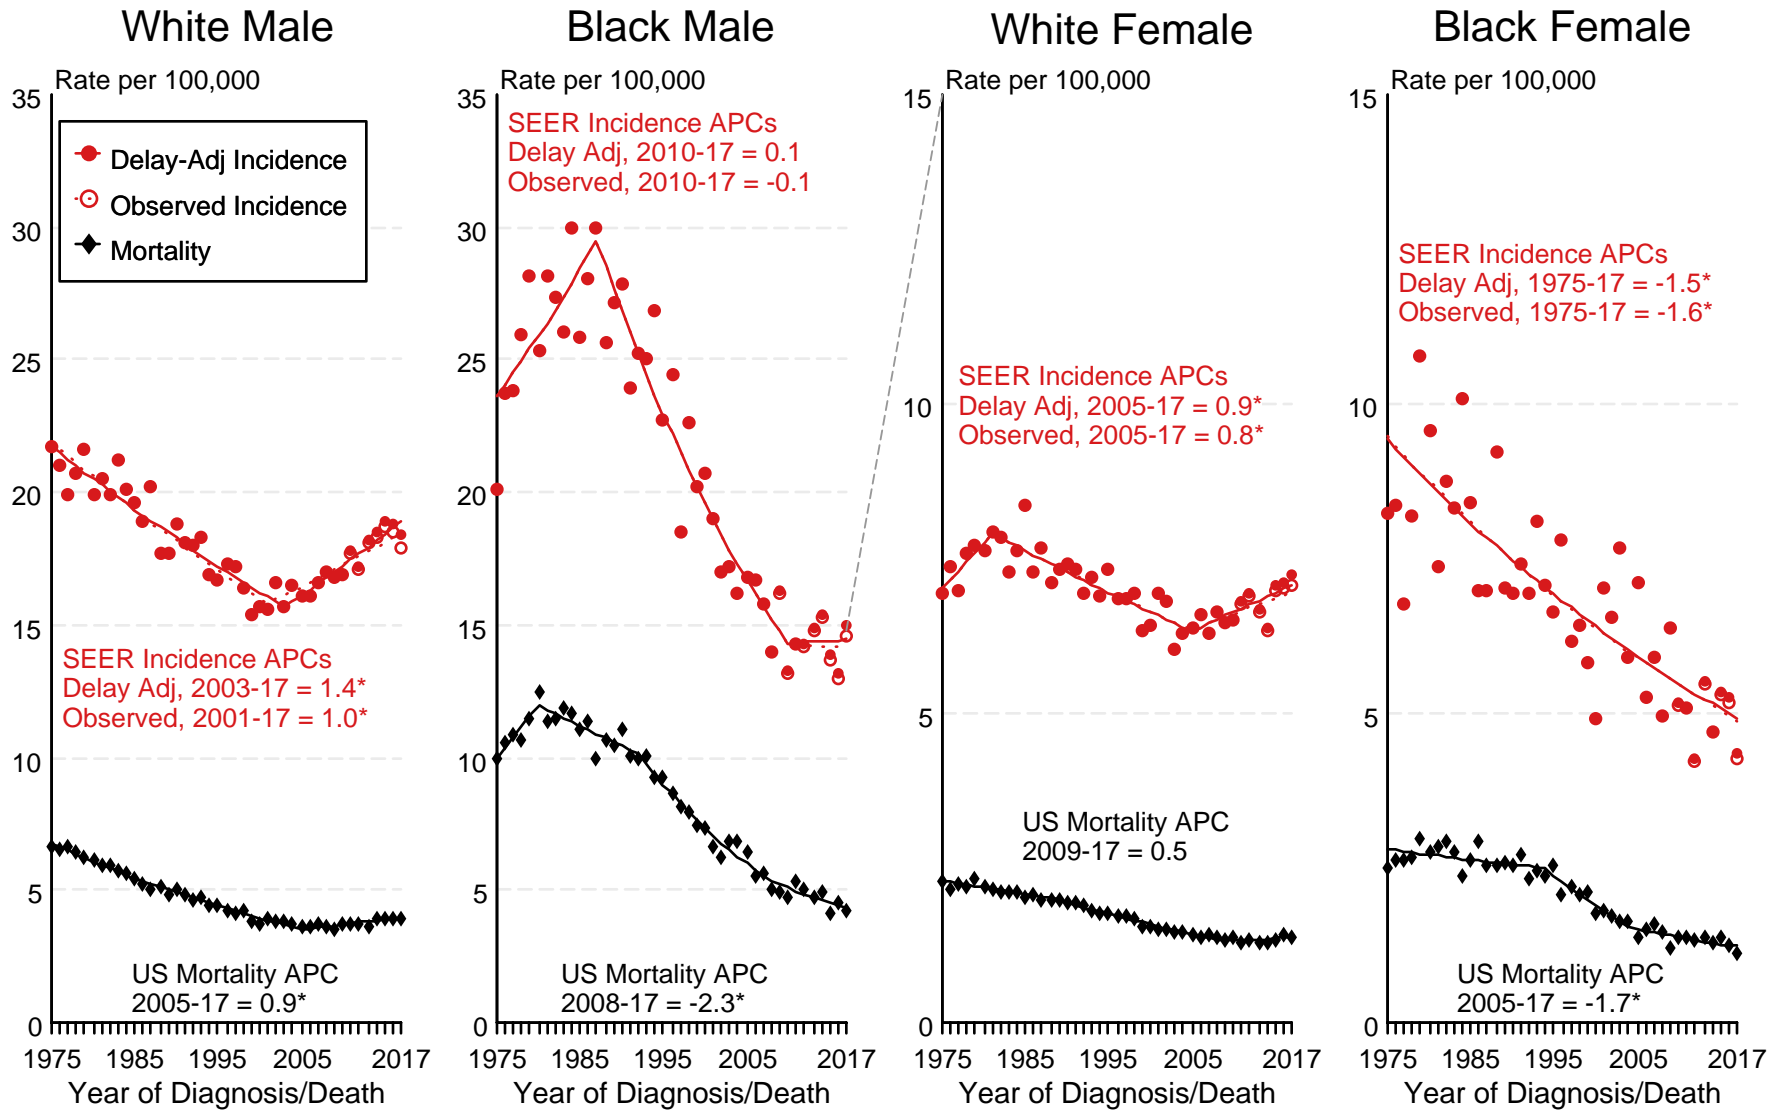 White Male
Rate per 100,000
35
30
25
20
15
10
5
0
Delay-Adj Incidence
Observed Incidence
Mortality
SEER Incidence APCs
Delay Adj, 2003-17 = 1.4*
Observed, 2001-17 = 1.0*
US Mortality APC
2005-17 = 0.9*
1975 1985 1995 2005 2017
Year of Diagnosis/Death
Black Male
Rate per 100,000
35
30
25
20
15
10
5
0
SEER Incidence APCs
Delay Adj, 2010-17 = 0.1
Observed, 2010-17 = -0.1
US Mortality APC
2008-17 = -2.3*
1975 1985 1995 2005 2017
Year of Diagnosis/Death
White Female
Rate per 100,000
15
10
5
0
SEER Incidence APCs
Delay Adj, 2005-17 = 0.9*
Observed, 2005-17 = 0.8*
US Mortality APC
2009-17 = 0.5
1975 1985 1995 2005 2017
Year of Diagnosis/Death
Black Female
Rate per 100,000
15
10
5
0
SEER Incidence APCs
Delay Adj, 1975-17 = -1.5*
Observed, 1975-17 = -1.6*
US Mortality APC
2005-17 = -1.7*
1975 1985 1995 2005 2017
Year of Diagnosis/Death